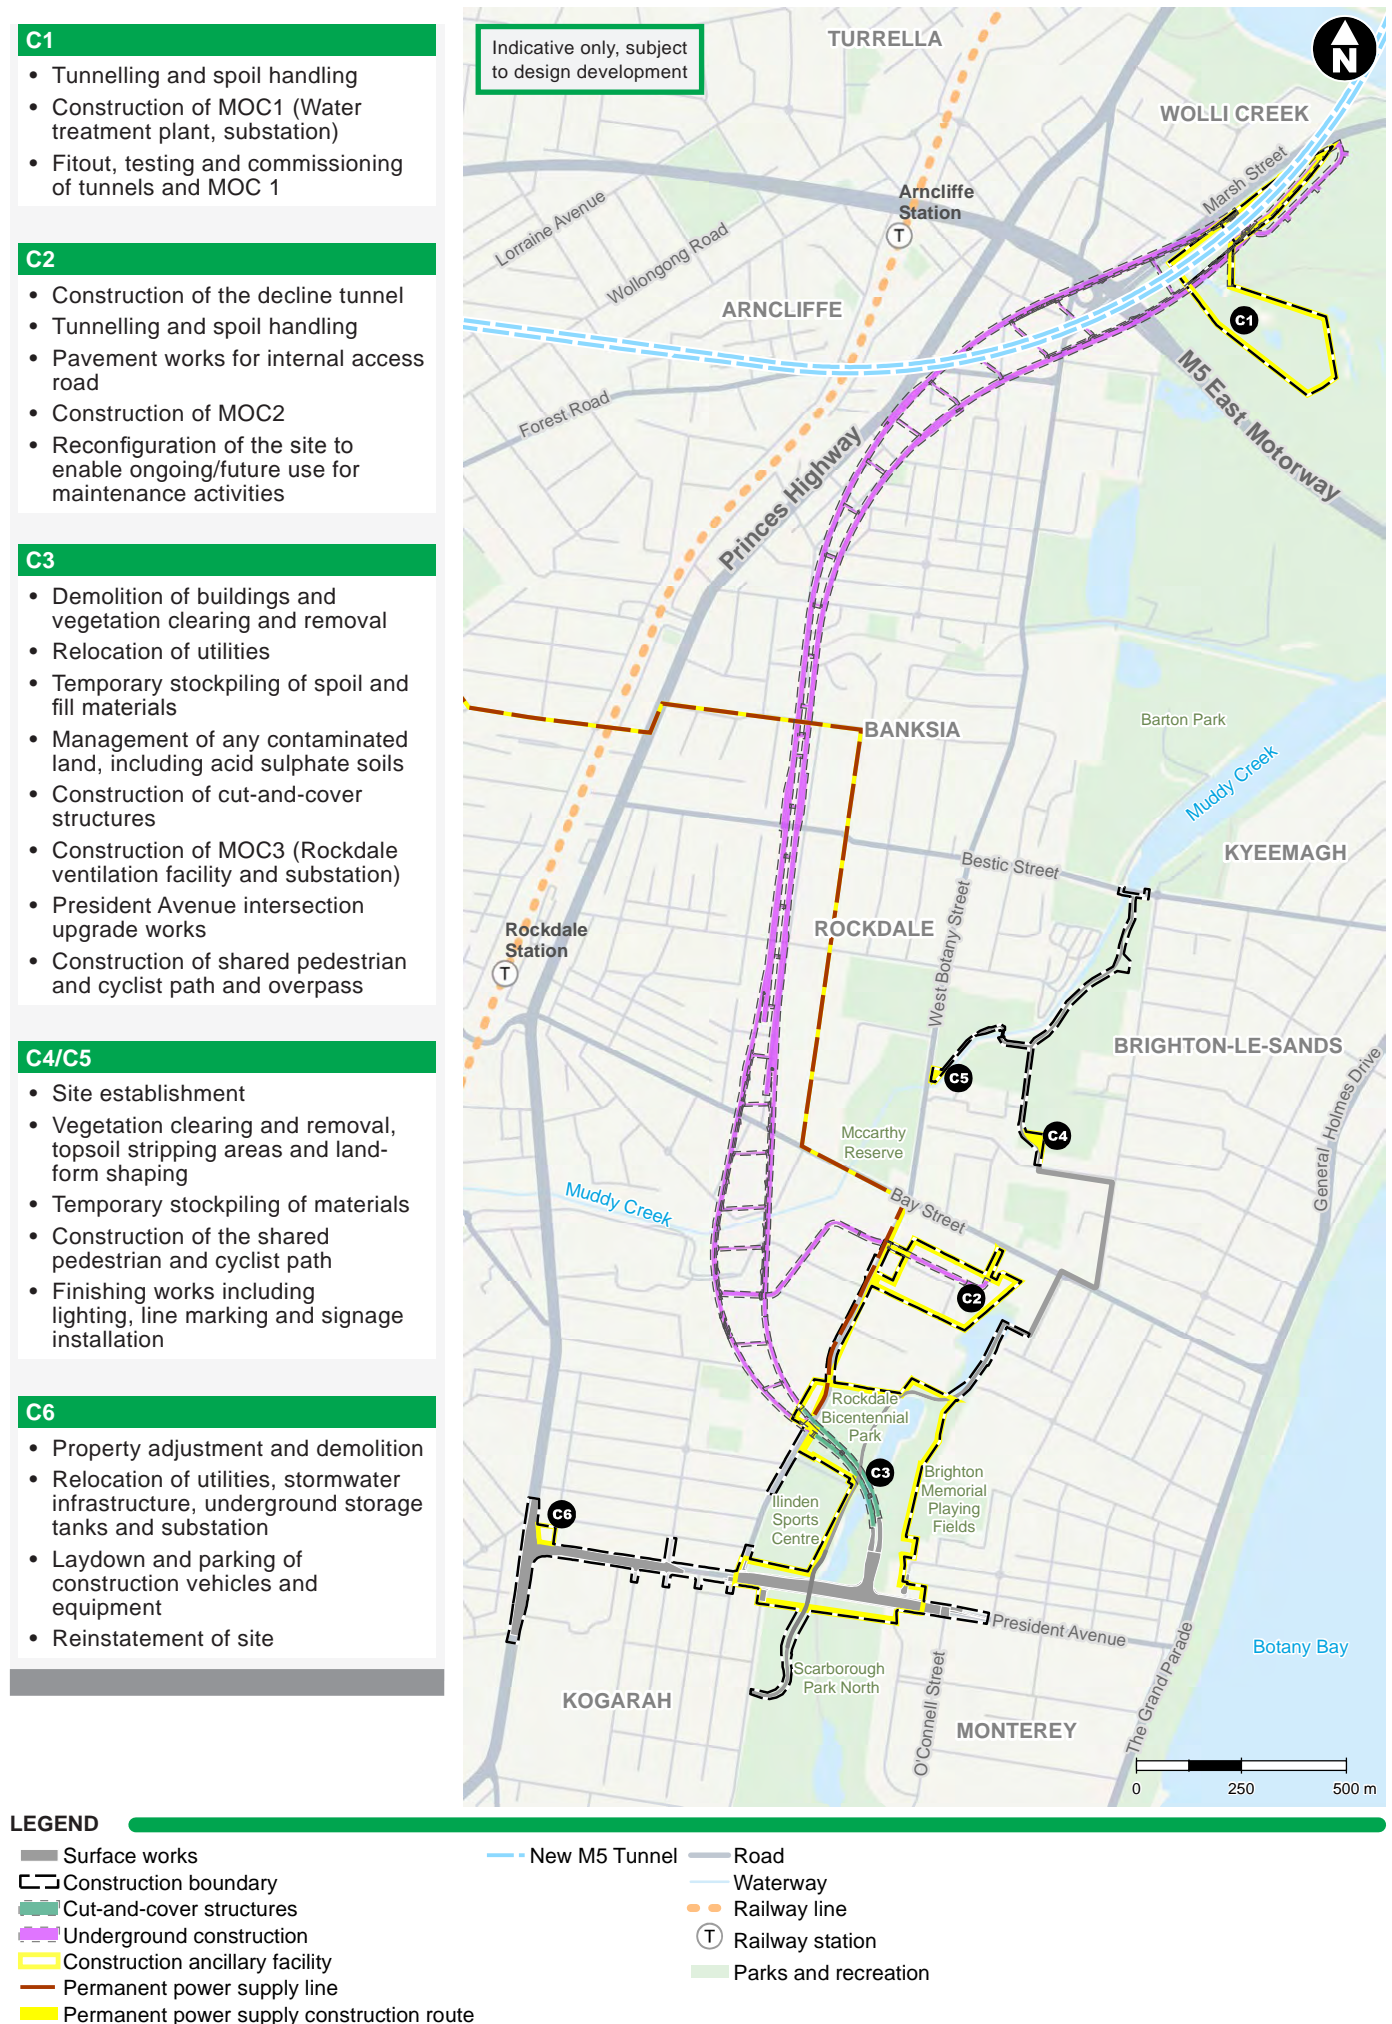 C1
• Tunnelling and spoil handling
• Construction of MOC1 (Water
treatment plant, substation)
• Fitout, testing and commissioning
of tunnels and MOC 1
C2
• Construction of the decline tunnel
• Tunnelling and spoil handling
• Pavement works for internal access
road
• Construction of MOC2
• Reconfiguration of the site to
enable ongoing/future use for
maintenance activities
C3
• Demolition of buildings and
vegetation clearing and removal
• Relocation of utilities
• Temporary stockpiling of spoil and
fill materials
• Management of any contaminated
land, including acid sulphate soils
• Construction of cut-and-cover
structures
• Construction of MOC3 (Rockdale
ventilation facility and substation)
• President Avenue intersection
upgrade works
• Construction of shared pedestrian
and cyclist path and overpass
C4/C5
• Site establishment
• Vegetation clearing and removal,
topsoil stripping areas and land-
form shaping
• Temporary stockpiling of materials
• Construction of the shared
pedestrian and cyclist path
• Finishing works including
lighting, line marking and signage
installation
C6
• Property adjustment and demolition
• Relocation of utilities, stormwater
infrastructure, underground storage
tanks and substation
• Laydown and parking of
construction vehicles and
equipment
• Reinstatement of site
Indicative only, subject
to design development
TURRELLA
N
WOLLI CREEK
Marsh Street
Arncliffe
Station
T
Lorraine Avenue
Wollongong Road
ARNCLIFFE
C1
M5 East Motorway
Forest Road
Princes Highway
BANKSIA
Barton Park
Muddy Creek
KYEEMAGH
Bestic Street
West Botany Street
ROCKDALE
Rockdale
Station
T
BRIGHTON-LE-SANDS
General Holmes Drive
C5
C4
Mccarthy
Reserve
Muddy Creek
Bay Street
C2
Rockdale
Bicentennial
Park
C3
Brighton
Memorial
Playing
Fields
Ilinden
Sports
Centre
C6
President Avenue
Botany Bay
Scarborough
Park North
KOGARAH
O'Connell Street
MONTEREY
The Grand Parade
0 250 500 m
LEGEND
Surface works
Construction boundary
Cut-and-cover structures
Underground construction
Construction ancillary facility
Permanent power supply line
Permanent power supply construction route
New M5 Tunnel
Road
Waterway
Railway line
T Railway station
Parks and recreation